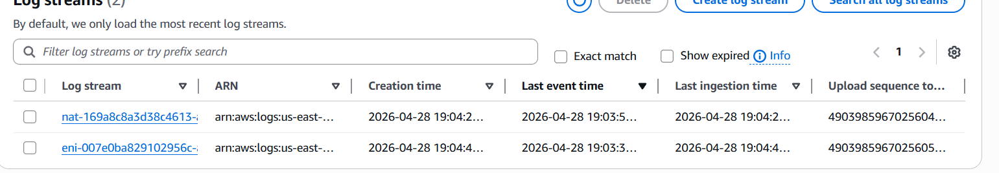 Log streams (2)
Delete
Create log stream
Search all log streams
By default, we only load the most recent log streams.
Filter log streams or try prefix search
Exact match
Show expired
Info
1
Log stream ARN Creation time Last event time Last ingestion time Upload sequence to…
nat-169a8c8a3d38c4613- arn:aws:logs:us-east-… 2026-04-28 19:04:2… 2026-04-28 19:03:5… 2026-04-28 19:04:2… 4903985967025604…
eni-007e0ba829102956c- arn:aws:logs:us-east-… 2026-04-28 19:04:4… 2026-04-28 19:03:3… 2026-04-28 19:04:4… 4903985967025605…